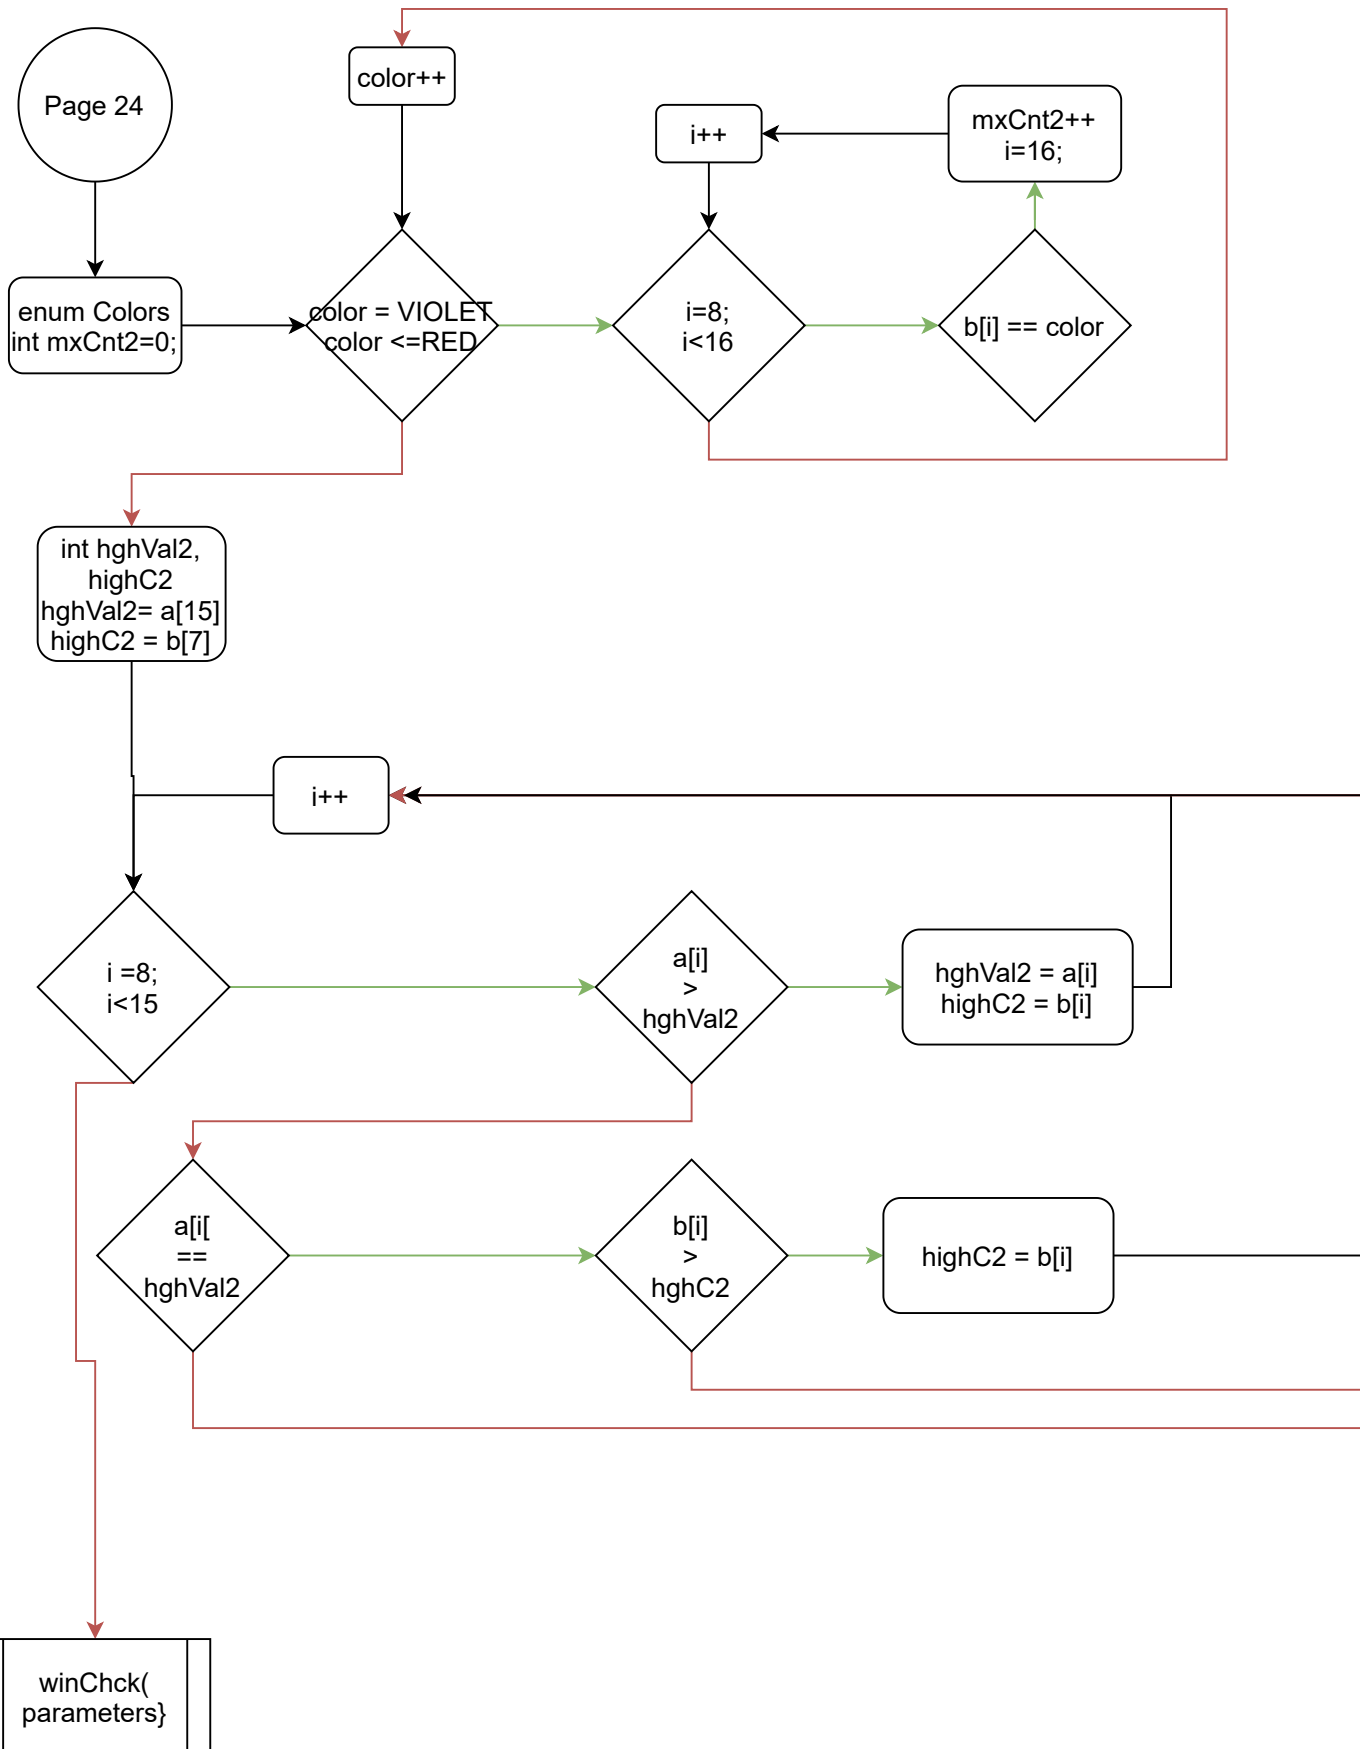 Page 24
color++
i++
mxCnt2++
i=16;
enum Colors
int mxCnt2=0;
color = VIOLET
color <=RED
i=8;
i<16
b[i] == color
int hghVal2,
highC2
hghVal2= a[15]
highC2 = b[7]
i++
i =8;
i<15
a[i]
>
hghVal2
hghVal2 = a[i]
highC2 = b[i]
a[i[
==
hghVal2
b[i]
>
hghC2
highC2 = b[i]
winChck(
parameters}